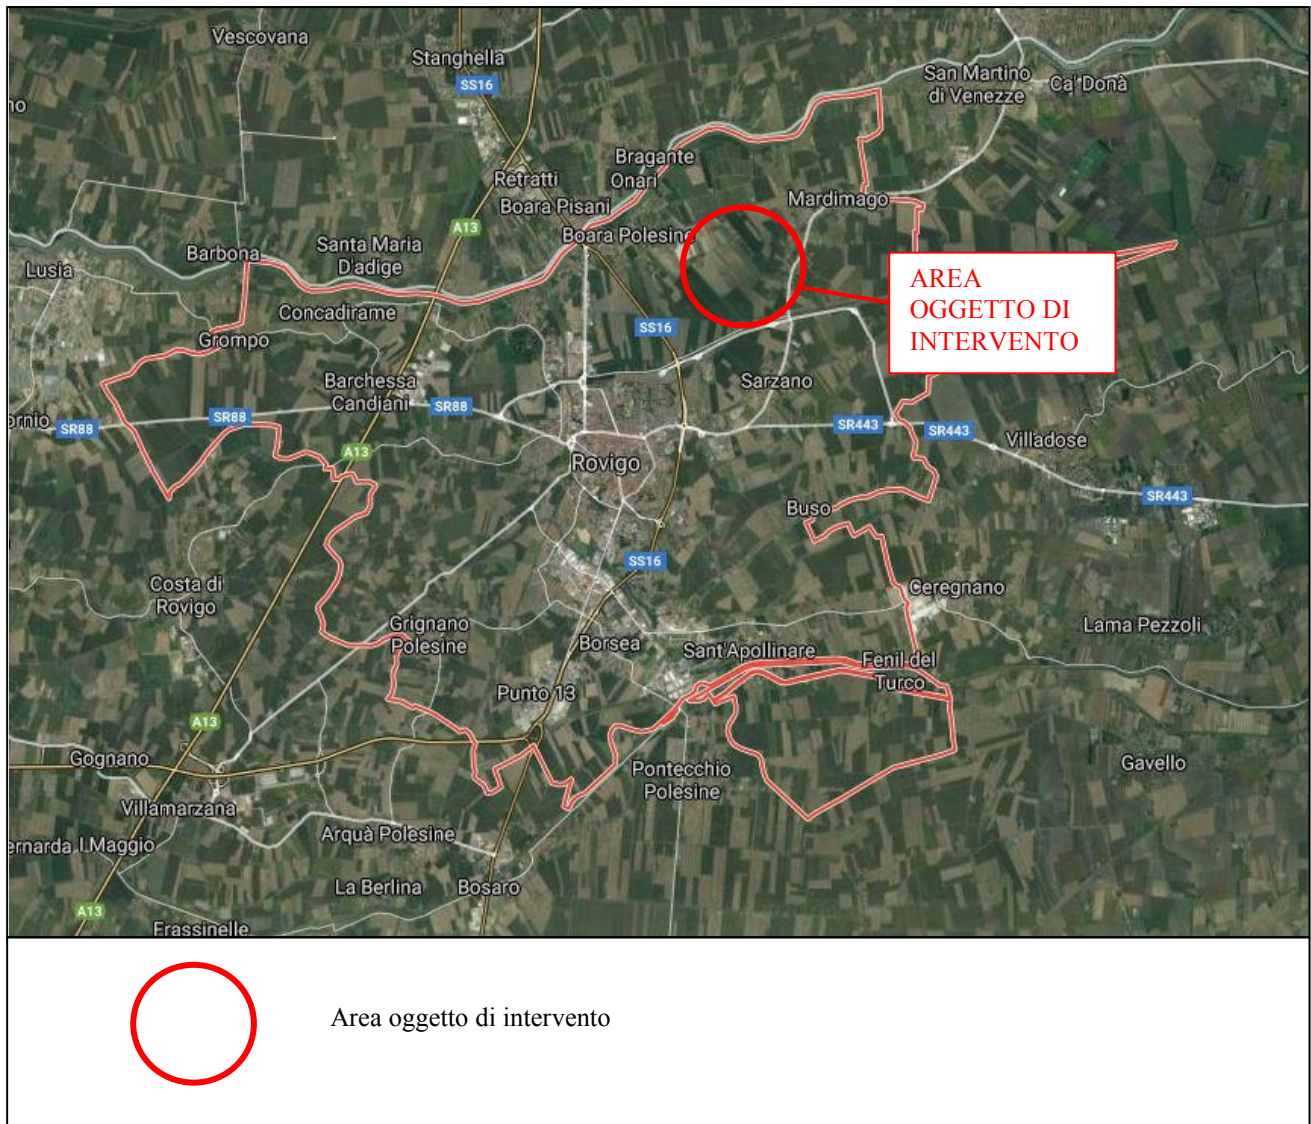 Vescovana
Stanghella
SS16
San Martino
di Venezze
Ca' Donà
no
Bragante
Onari
Retratti
Mardimago
Boara Pisani
A13
Boara Polesine
Santa Maria
D'adige
Barbona
Lusia
AREA
OGGETTO DI
INTERVENTO
Concadirame
SS16
Grompo
Barchessa
Candiani
Sarzano
SR88
SR88
ornio
SR88
SR443
SR443
Villadose
A13
Rovigo
SR443
Buso
SS16
Costa di
Rovigo
Ceregnano
Grignano
Polesine
Lama Pezzoli
Borsea
Sant'Apollinare
Fenil del
Turco
Punto 13
A13
Gognano
Pontecchio
Polesine
Gavello
Villamarzana
Arquà Polesine
ernarda I Maggio
La Berlina
Bosaro
A13
Frassinelle
Area oggetto di intervento